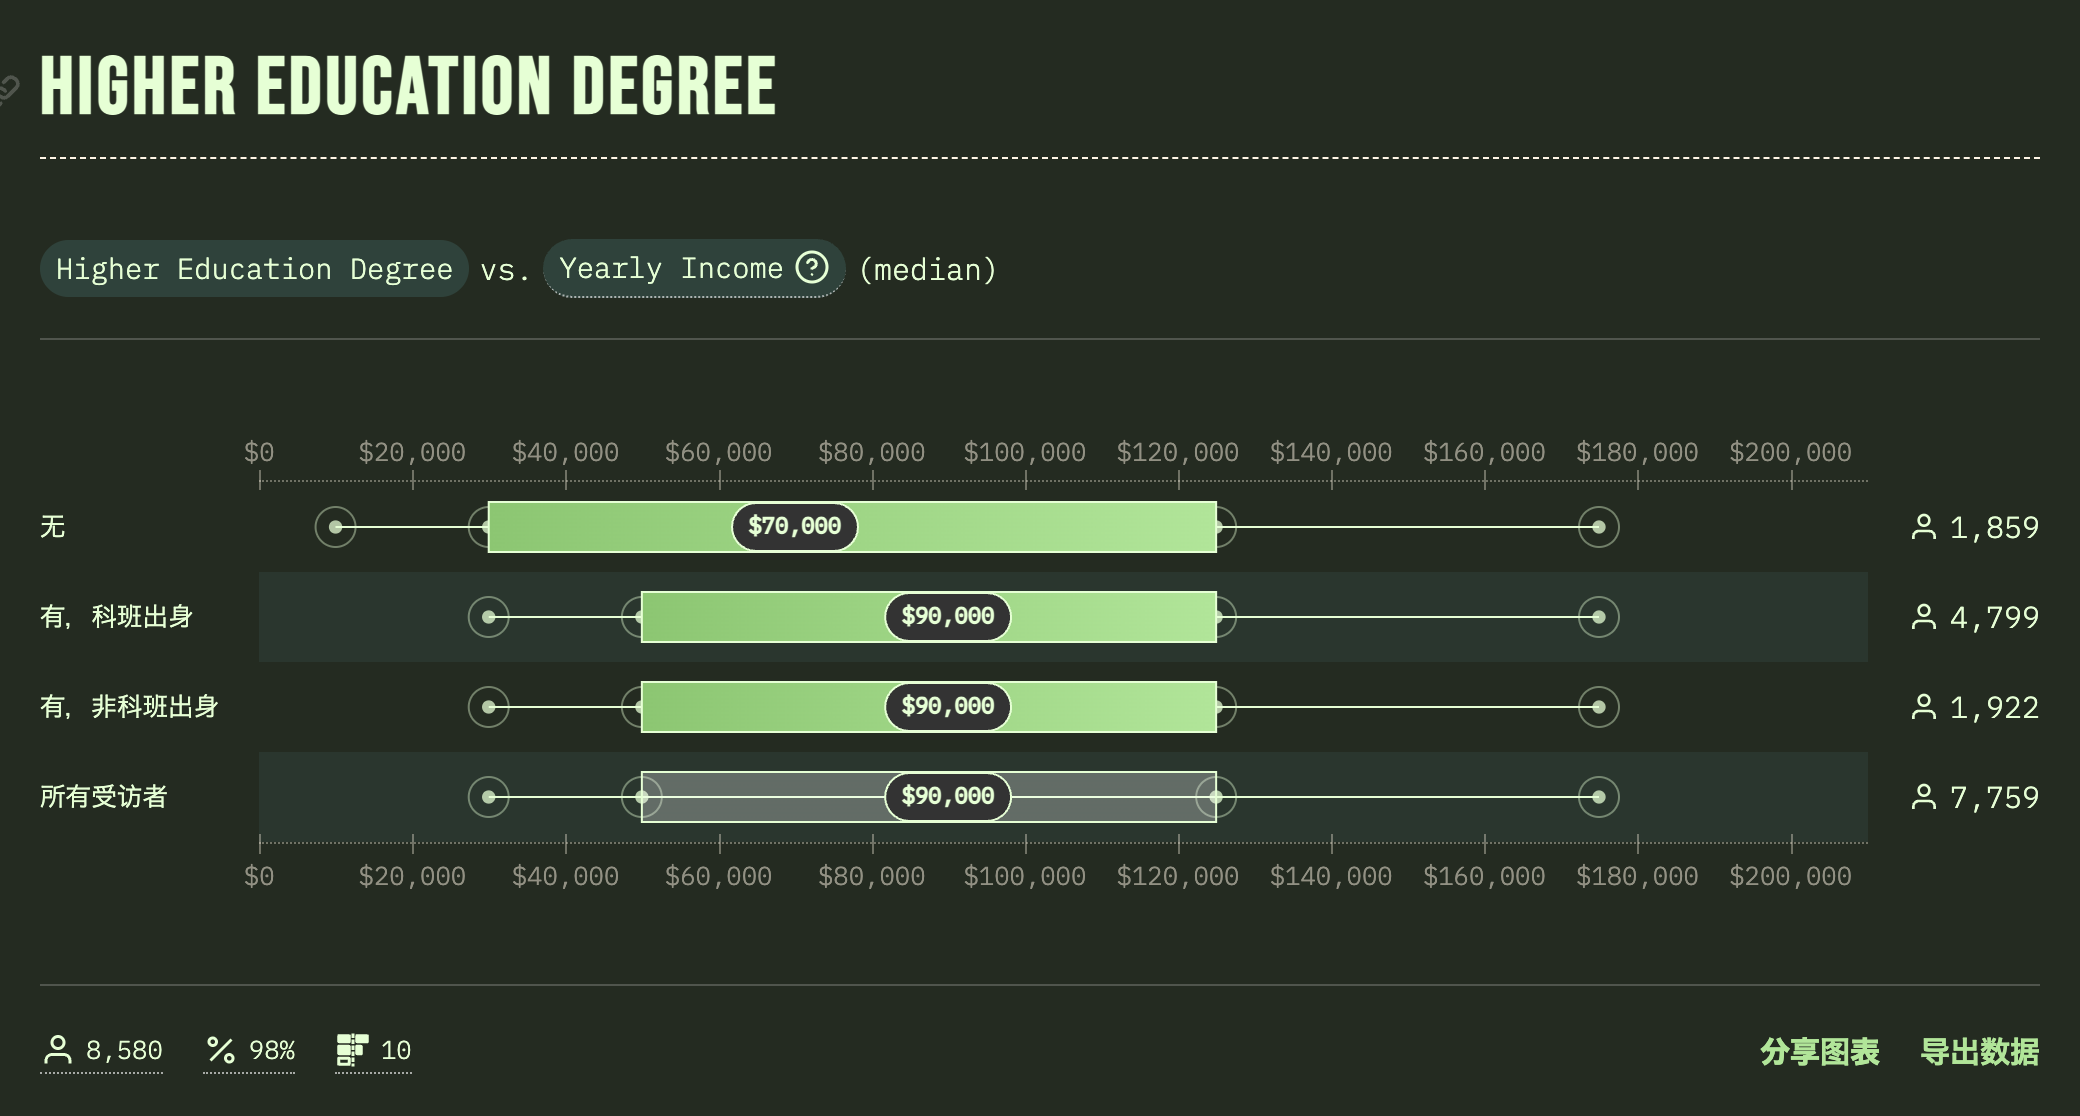 HIGHER EDUCATION DEGREE
Higher Education Degree vs. Yearly Income (median)
$0 $20,000 $40,000 $60,000 $80,000 $100,000 $120,000 $140,000 $160,000 $180,000 $200,000
无 $70,000 1,859
有，科班出身 $90,000 4,799
有，非科班出身 $90,000 1,922
所有受访者 $90,000 7,759
$0 $20,000 $40,000 $60,000 $80,000 $100,000 $120,000 $140,000 $160,000 $180,000 $200,000
8,580 98% 10 分享图表 导出数据